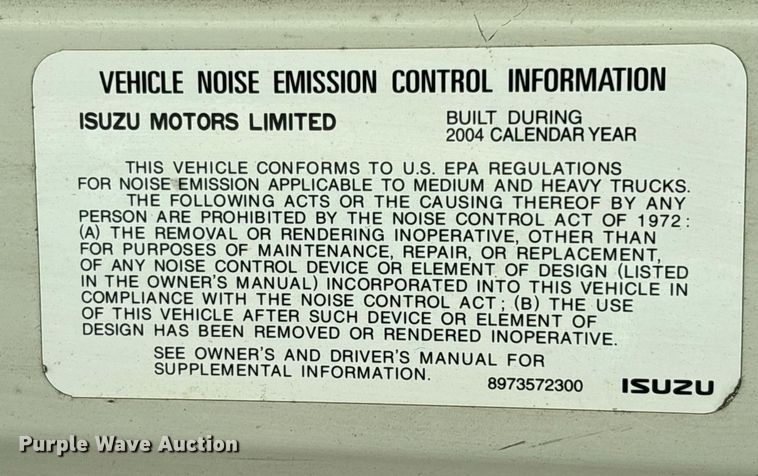 VEHICLE NOISE EMISSION CONTROL INFORMATION
ISUZU MOTORS LIMITED
BUILT DURING
2004 CALENDAR YEAR
THIS VEHICLE CONFORMS TO U.S. EPA REGULATIONS
FOR NOISE EMISSION APPLICABLE TO MEDIUM AND HEAVY TRUCKS.
THE FOLLOWING ACTS OR THE CAUSING THEREOF BY ANY
PERSON ARE PROHIBITED BY THE NOISE CONTROL ACT OF 1972:
(A) THE REMOVAL OR RENDERING INOPERATIVE, OTHER THAN
FOR PURPOSES OF MAINTENANCE, REPAIR, OR REPLACEMENT,
OF ANY NOISE CONTROL DEVICE OR ELEMENT OF DESIGN (LISTED
IN THE OWNER'S MANUAL) INCORPORATED INTO THIS VEHICLE IN
COMPLIANCE WITH THE NOISE CONTROL ACT; (B) THE USE
OF THIS VEHICLE AFTER SUCH DEVICE OR ELEMENT OF
DESIGN HAS BEEN REMOVED OR RENDERED INOPERATIVE.
SEE OWNER'S AND DRIVER'S MANUAL FOR
SUPPLEMENTAL INFORMATION.
8973572300
ISUZU
Purple Wave Auction